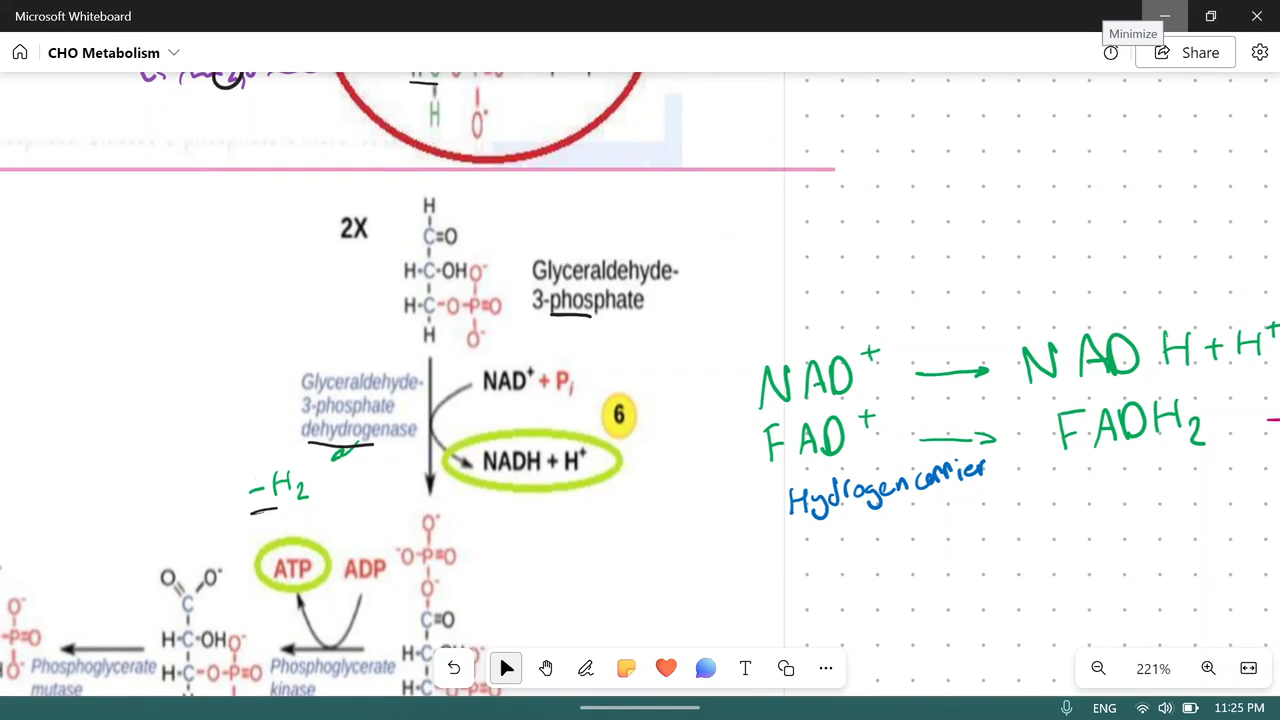 Microsoft Whiteboard
Minimize
CHO Metabolism
Share
H
O⁻
2X
H
C=O
H-C-OH O⁻
H-C-O-P=O
H O⁻
Glyceraldehyde-
3-phosphate
Glyceraldehyde-
3-phosphate
dehydrogenase
NAD⁺ + Pᵢ
6
NADH + H⁺
-H₂
NAD⁺ → NADH + H⁺
FAD⁺ → FADH₂
Hydrogen carrier
O⁻
⁻O-P=O
O⁻
C=O
ATP ADP
O O⁻
C
H-C-OH O⁻
H-C-O-P=O
-P=O
Phosphoglycerate
mutase
Phosphoglycerate
kinase
T
221%
ENG
11:25 PM